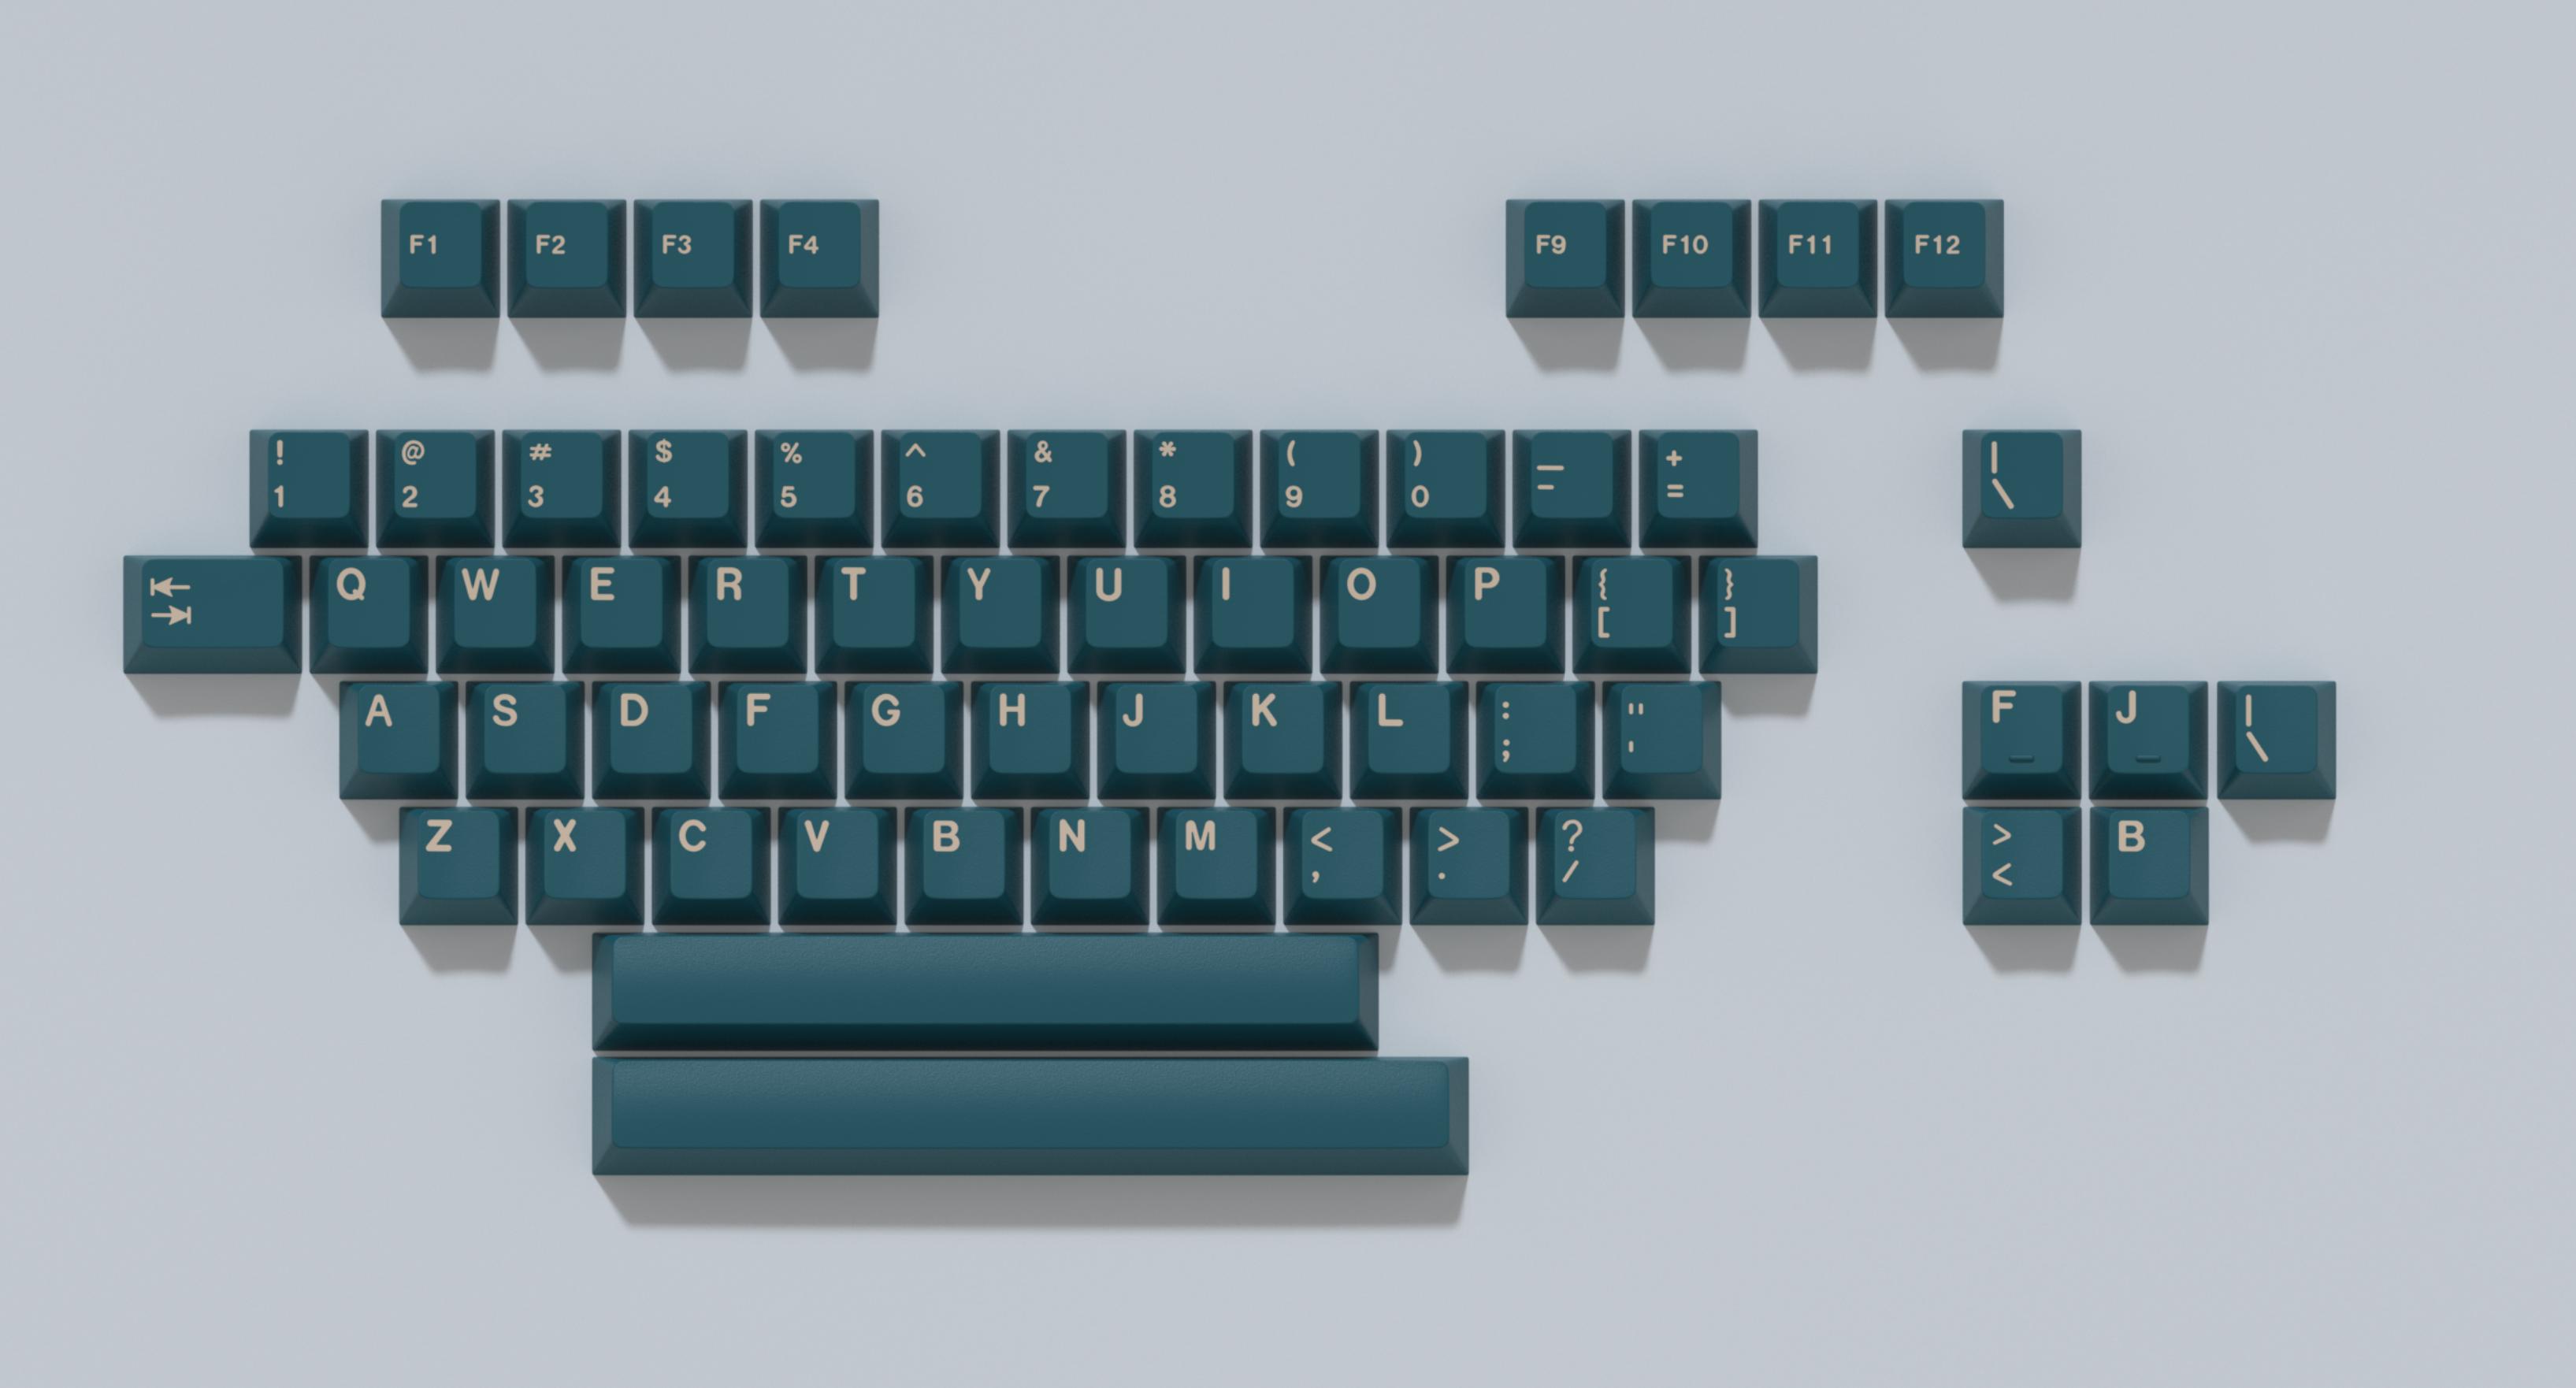 F1 F2 F3 F4 F9 F10 F11 F12
! @ # $ % ^ & * ( ) _ + |
1 2 3 4 5 6 7 8 9 0 - = \
Q W E R T Y U I O P { }
[ ]
A S D F G H J K L : " F J |
; ' \
Z X C V B N M < > ? > B
, . / <